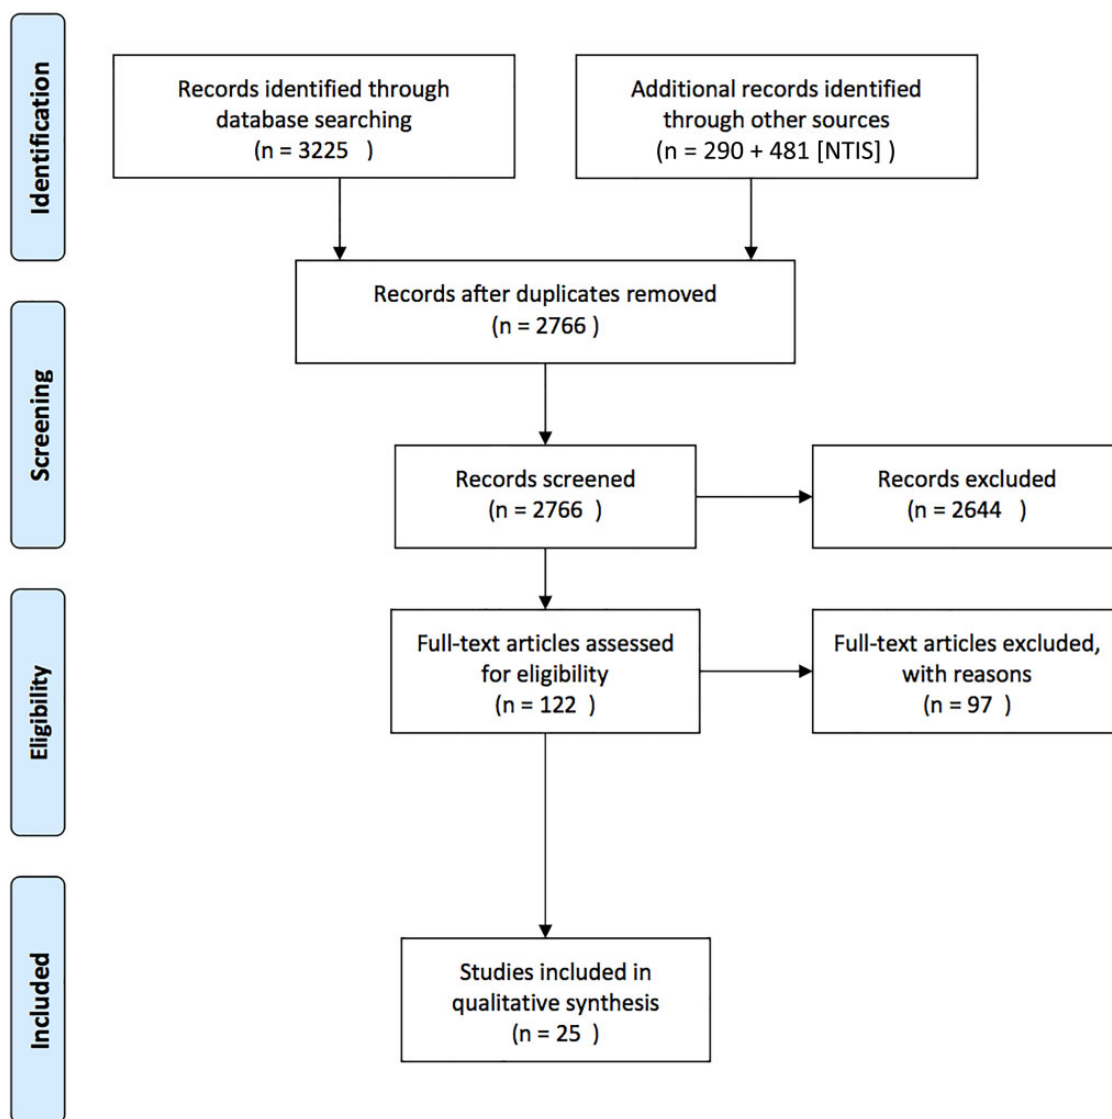 Identification
Records identified through
database searching
(n = 3225   )
Additional records identified
through other sources
(n = 290 + 481 [NTIS] )
Records after duplicates removed
(n = 2766 )
Screening
Records screened
(n = 2766  )
Records excluded
(n = 2644   )
Eligibility
Full-text articles assessed
for eligibility
(n = 122  )
Full-text articles excluded,
with reasons
(n = 97  )
Included
Studies included in
qualitative synthesis
(n = 25  )